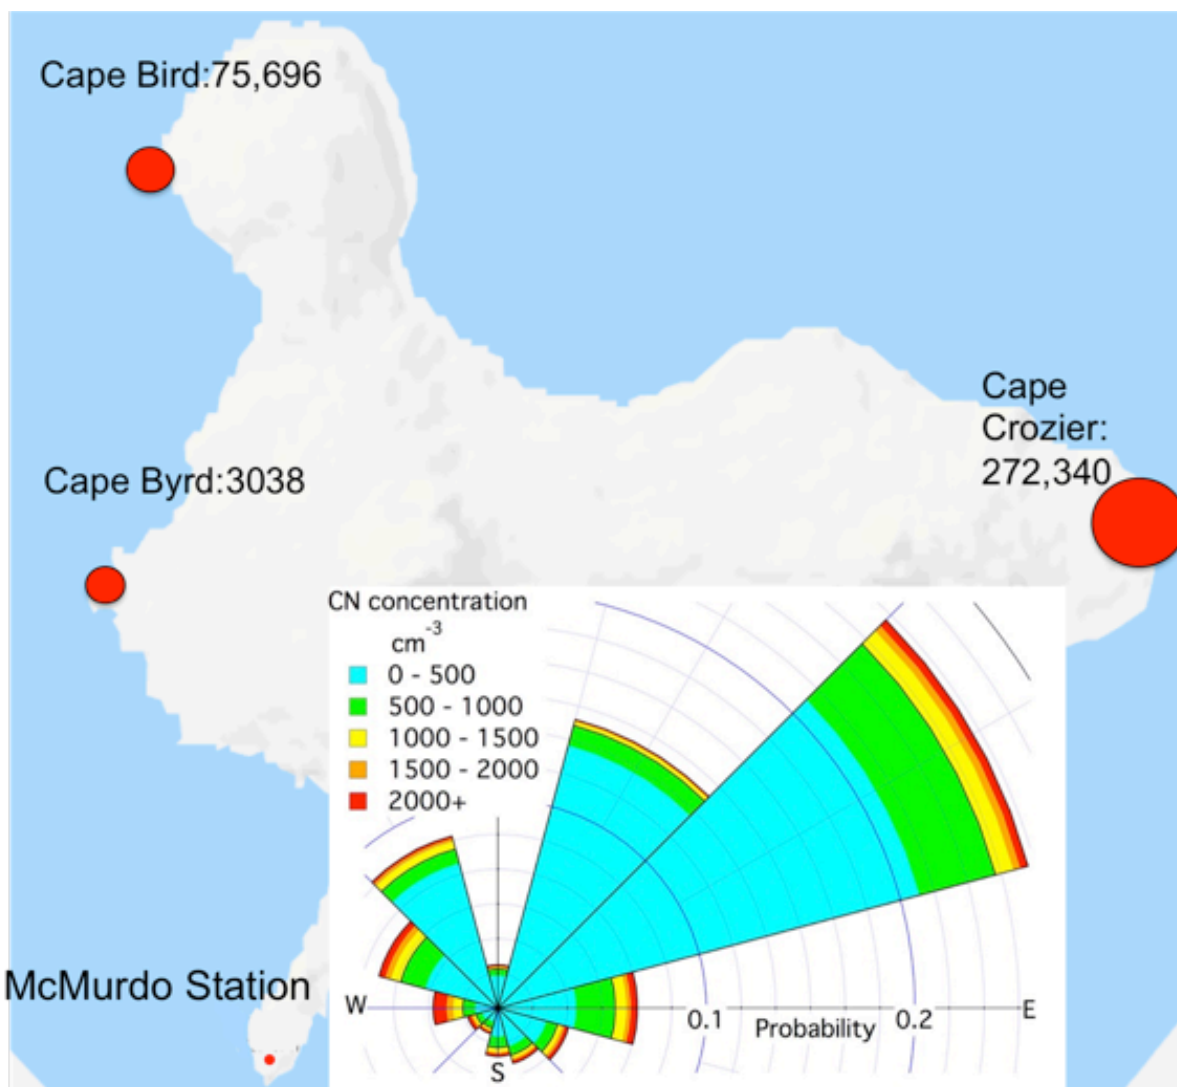 Cape Bird:75,696
Cape
Crozier:
272,340
Cape Byrd:3038
CN concentration
cm-3
0 - 500
500 - 1000
1000 - 1500
1500 - 2000
2000+
McMurdo Station
W
E
0.1
0.2
Probability
S